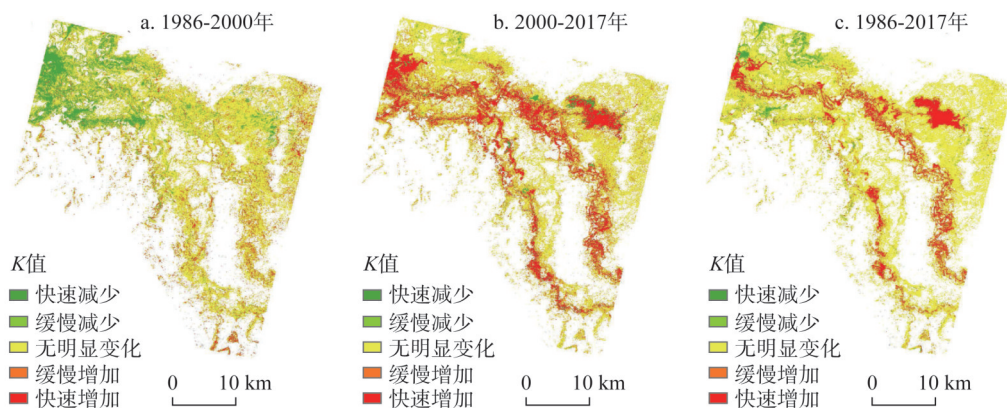 a. 1986-2000年
K值
快速减少
缓慢减少
无明显变化
缓慢增加
快速增加
0 10 km
b. 2000-2017年
K值
快速减少
缓慢减少
无明显变化
缓慢增加
快速增加
0 10 km
c. 1986-2017年
K值
快速减少
缓慢减少
无明显变化
缓慢增加
快速增加
0 10 km